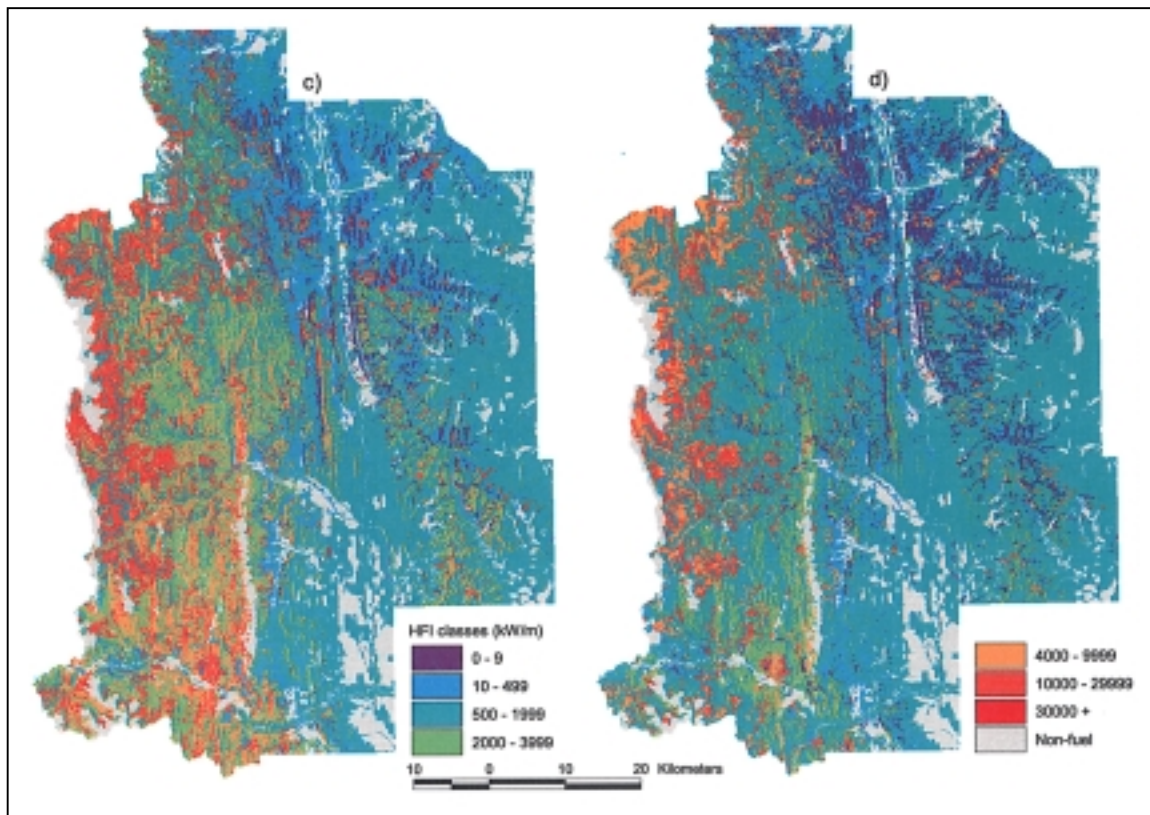 c)
d)
HFI classes (kW/m)
0 - 9
10 - 499
500 - 1999
2000 - 3999
4000 - 9999
10000 - 29999
30000 +
Non-fuel
10 0 10 20 Kilometers